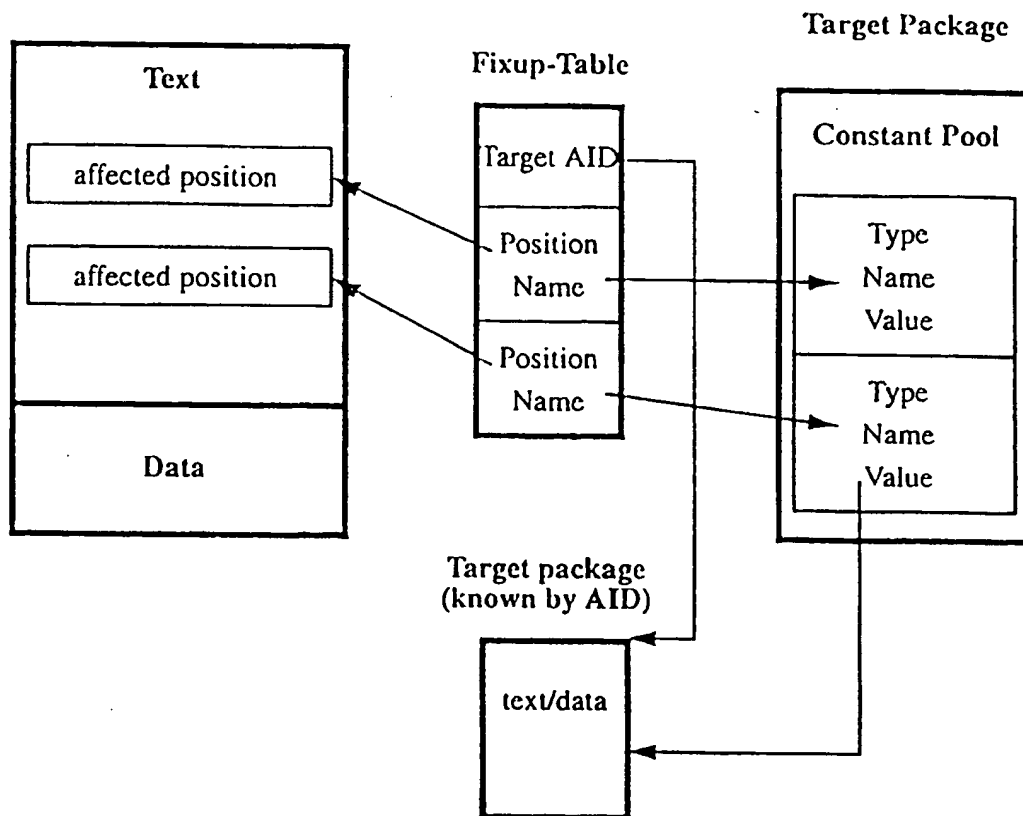 Text
affected position
affected position
Data
Fixup-Table
Target AID
Position
Name
Position
Name
Target Package
Constant Pool
Type
Name
Value
Type
Name
Value
Target package
(known by AID)
text/data